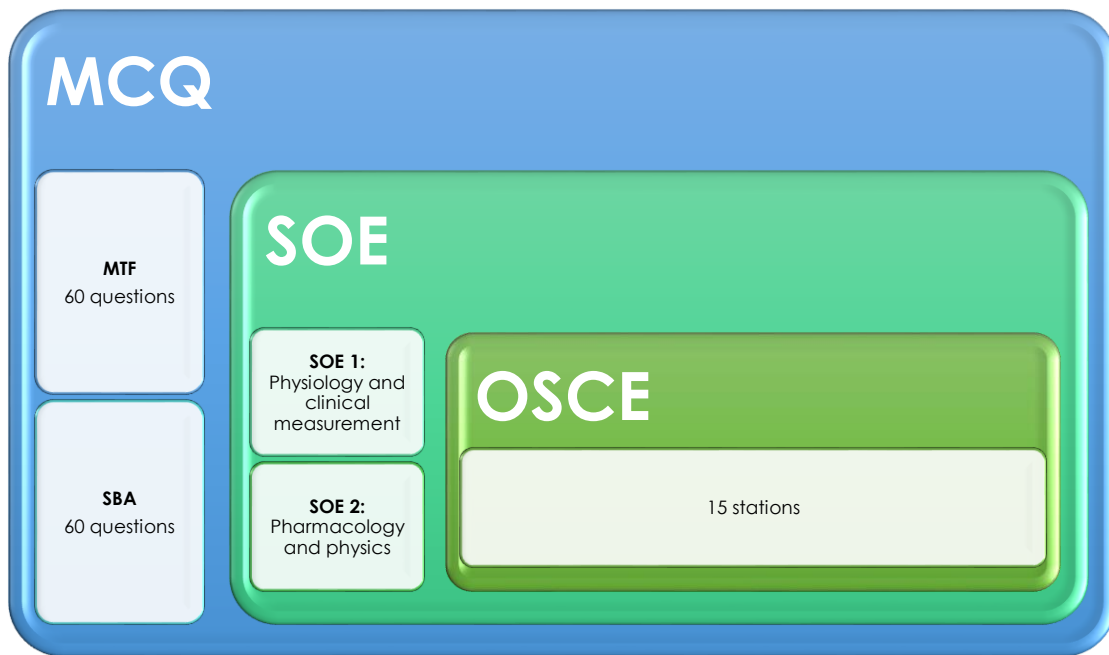 MCQ
MTF
60 questions
SBA
60 questions
SOE
SOE 1:
Physiology and
clinical
measurement
SOE 2:
Pharmacology
and physics
OSCE
15 stations